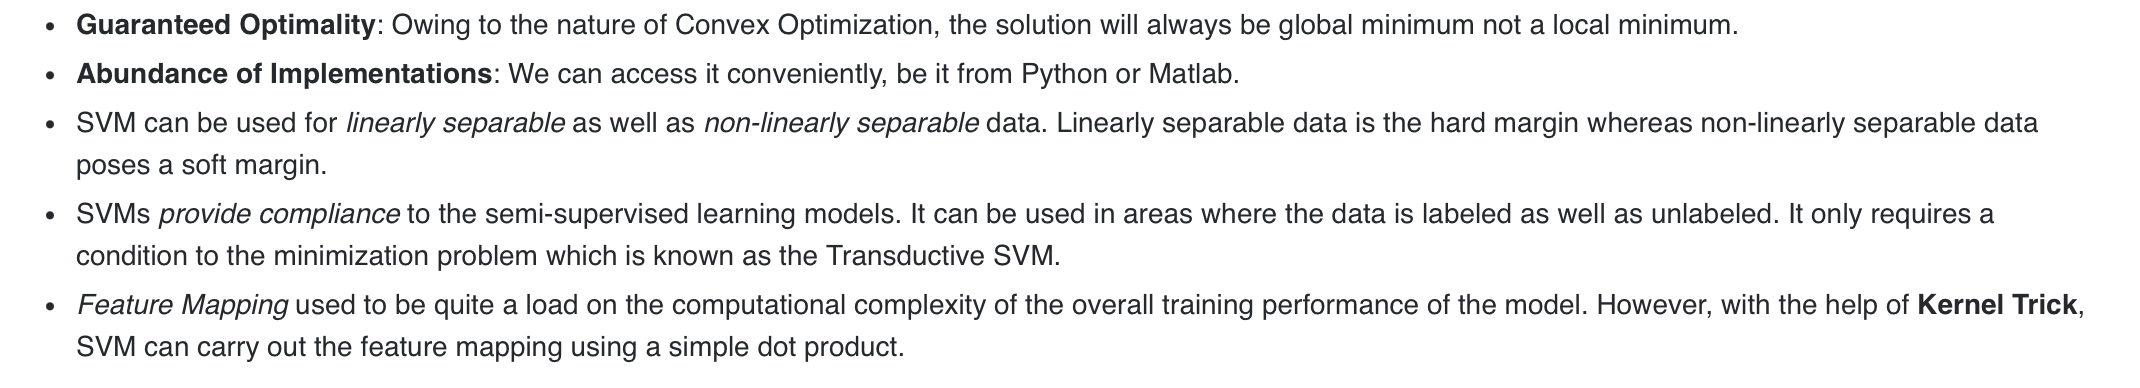 • Guaranteed Optimality: Owing to the nature of Convex Optimization, the solution will always be global minimum not a local minimum.
• Abundance of Implementations: We can access it conveniently, be it from Python or Matlab.
• SVM can be used for linearly separable as well as non-linearly separable data. Linearly separable data is the hard margin whereas non-linearly separable data
poses a soft margin.
• SVMs provide compliance to the semi-supervised learning models. It can be used in areas where the data is labeled as well as unlabeled. It only requires a
condition to the minimization problem which is known as the Transductive SVM.
• Feature Mapping used to be quite a load on the computational complexity of the overall training performance of the model. However, with the help of Kernel Trick,
SVM can carry out the feature mapping using a simple dot product.